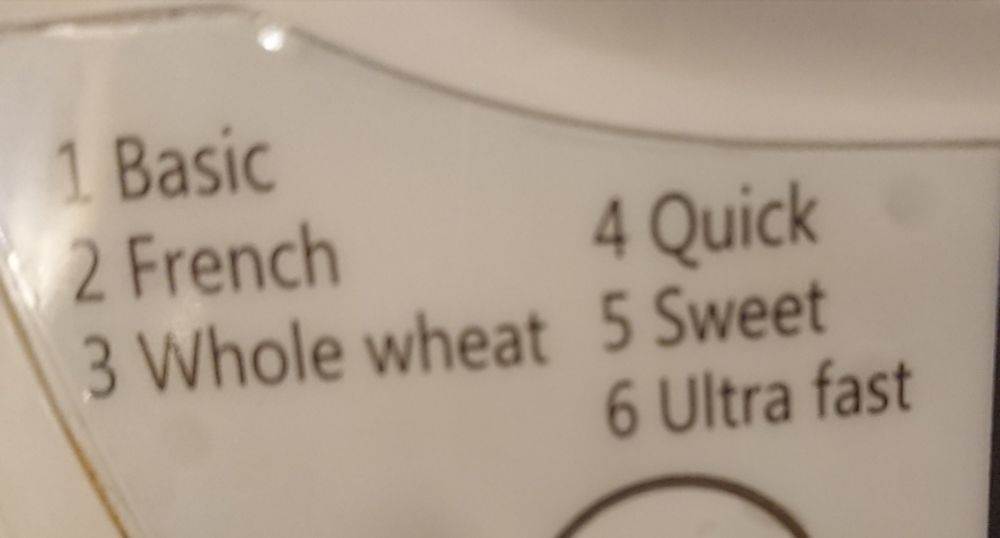 1 Basic
2 French
3 Whole wheat
4 Quick
5 Sweet
6 Ultra fast